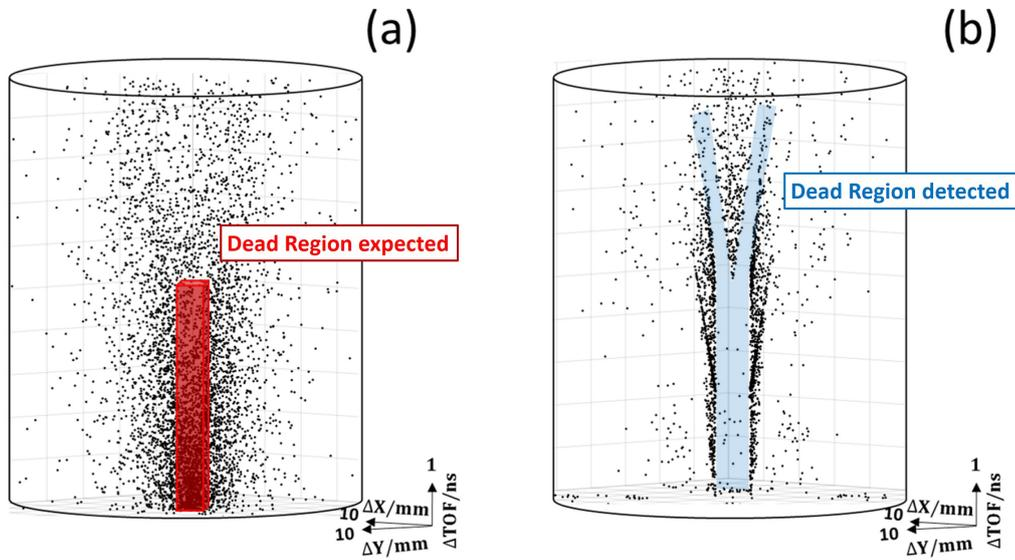 (a)
Dead Region expected
1
ΔTOF/ns
10
ΔX/mm
10
ΔY/mm
(b)
Dead Region detected
1
ΔTOF/ns
10
ΔX/mm
10
ΔY/mm